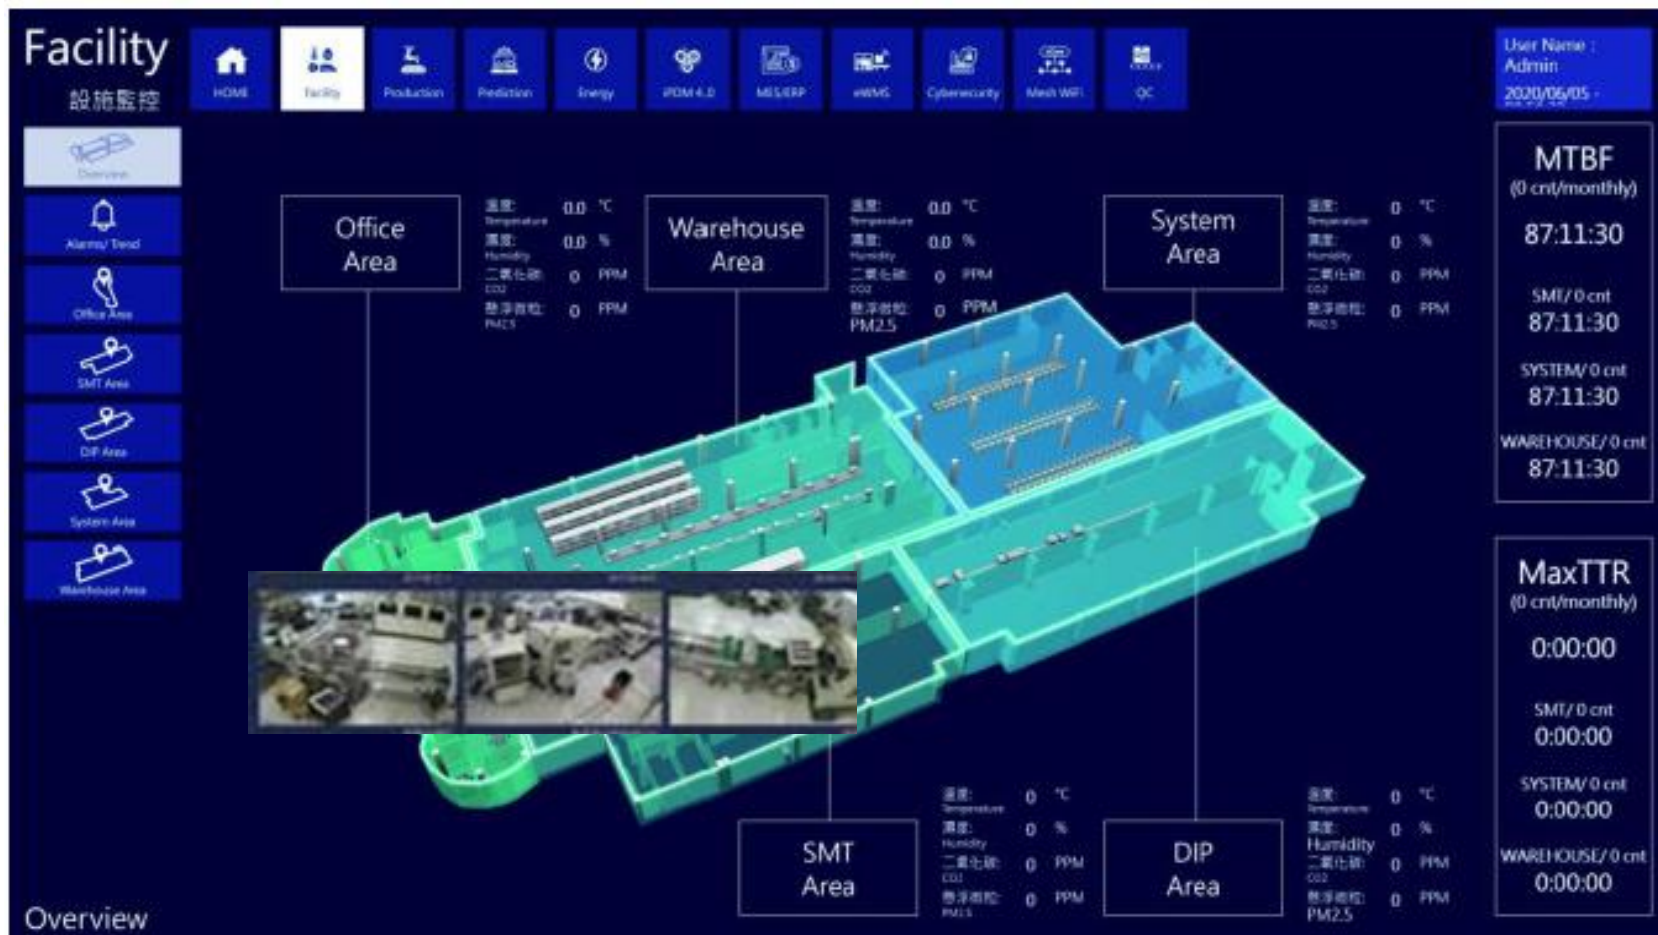 Facility
設施監控
HOME
Facility
Production
Prediction
Energy
iPDM 4.0
MES/ERP
eWMS
Cybersecurity
Mesh WiFi
QC
User Name :
Admin
2020/06/05 -
Overview
Alarms/ Trend
Office Area
SMT Area
DIP Area
System Area
Warehouse Area
Office
Area
溫度: 0.0 °C
Temperature
濕度: 0.0 %
Humidity
二氧化碳: 0 PPM
CO2
懸浮微粒: 0 PPM
PM2.5
Warehouse
Area
溫度: 0.0 °C
Temperature
濕度: 0.0 %
Humidity
二氧化碳: 0 PPM
CO2
懸浮微粒: 0 PPM
PM2.5
System
Area
溫度: 0 °C
Temperature
濕度: 0 %
Humidity
二氧化碳: 0 PPM
CO2
懸浮微粒: 0 PPM
PM2.5
MTBF
(0 cnt/monthly)
87:11:30
SMT/ 0 cnt
87:11:30
SYSTEM/ 0 cnt
87:11:30
WAREHOUSE/ 0 cnt
87:11:30
MaxTTR
(0 cnt/monthly)
0:00:00
SMT/ 0 cnt
0:00:00
SYSTEM/ 0 cnt
0:00:00
WAREHOUSE/ 0 cnt
0:00:00
SMT
Area
溫度: 0 °C
Temperature
濕度: 0 %
Humidity
二氧化碳: 0 PPM
CO2
懸浮微粒: 0 PPM
PM2.5
DIP
Area
溫度: 0 °C
Temperature
濕度: 0 %
Humidity
二氧化碳: 0 PPM
CO2
懸浮微粒: 0 PPM
PM2.5
Overview